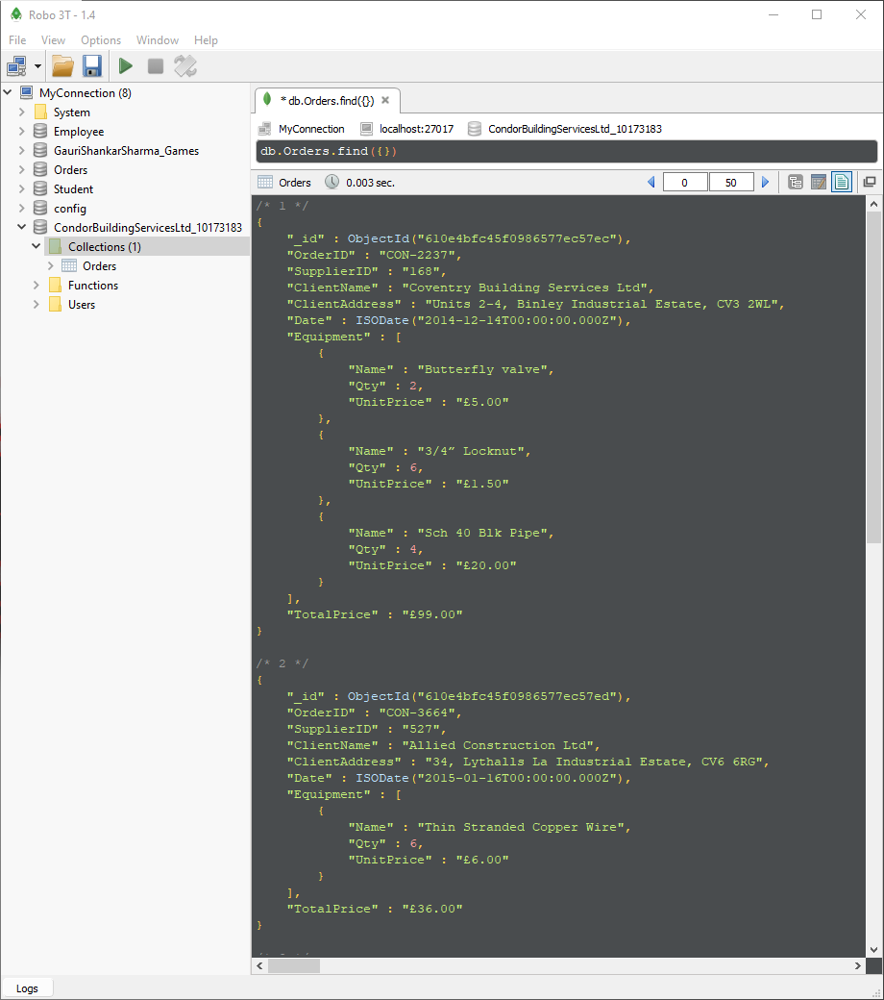 Robo 3T - 1.4
File View Options Window Help
MyConnection (8)
System
Employee
GauriShankarSharma_Games
Orders
Student
config
CondorBuildingServicesLtd_10173183
Collections (1)
Orders
Functions
Users
* db.Orders.find({})
MyConnection localhost:27017 CondorBuildingServicesLtd_10173183
db.Orders.find({})
Orders 0.003 sec. 0 50
/* 1 */
{
"_id" : ObjectId("610e4bfc45f0986577ec57ec"),
"OrderID" : "CON-2237",
"SupplierID" : "168",
"ClientName" : "Coventry Building Services Ltd",
"ClientAddress" : "Units 2-4, Binley Industrial Estate, CV3 2WL",
"Date" : ISODate("2014-12-14T00:00:00.000Z"),
"Equipment" : [
{
"Name" : "Butterfly valve",
"Qty" : 2,
"UnitPrice" : "£5.00"
},
{
"Name" : "3/4” Locknut",
"Qty" : 6,
"UnitPrice" : "£1.50"
},
{
"Name" : "Sch 40 Blk Pipe",
"Qty" : 4,
"UnitPrice" : "£20.00"
}
],
"TotalPrice" : "£99.00"
}
/* 2 */
{
"_id" : ObjectId("610e4bfc45f0986577ec57ed"),
"OrderID" : "CON-3664",
"SupplierID" : "527",
"ClientName" : "Allied Construction Ltd",
"ClientAddress" : "34, Lythalls La Industrial Estate, CV6 6RG",
"Date" : ISODate("2015-01-16T00:00:00.000Z"),
"Equipment" : [
{
"Name" : "Thin Stranded Copper Wire",
"Qty" : 6,
"UnitPrice" : "£6.00"
}
],
"TotalPrice" : "£36.00"
}
Logs